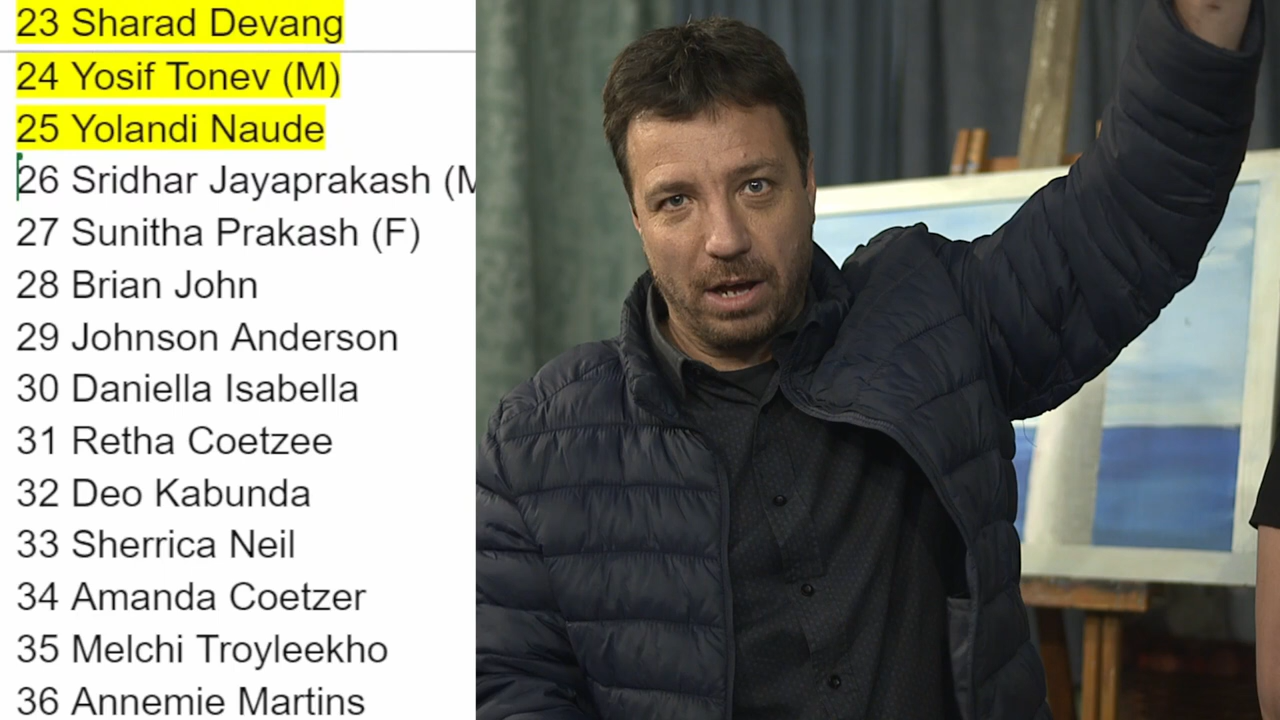 23 Sharad Devang
24 Yosif Tonev (M)
25 Yolandi Naude
26 Sridhar Jayaprakash (M
27 Sunitha Prakash (F)
28 Brian John
29 Johnson Anderson
30 Daniella Isabella
31 Retha Coetzee
32 Deo Kabunda
33 Sherrica Neil
34 Amanda Coetzer
35 Melchi Troyleekho
36 Annemie Martins